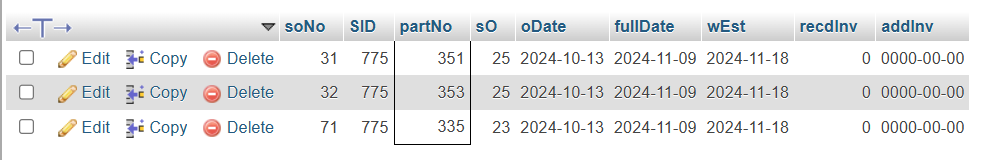 ←T→ soNo SID partNo sO oDate fullDate wEst recdInv addInv
Edit Copy Delete 31 775 351 25 2024-10-13 2024-11-09 2024-11-18 0 0000-00-00
Edit Copy Delete 32 775 353 25 2024-10-13 2024-11-09 2024-11-18 0 0000-00-00
Edit Copy Delete 71 775 335 23 2024-10-13 2024-11-09 2024-11-18 0 0000-00-00